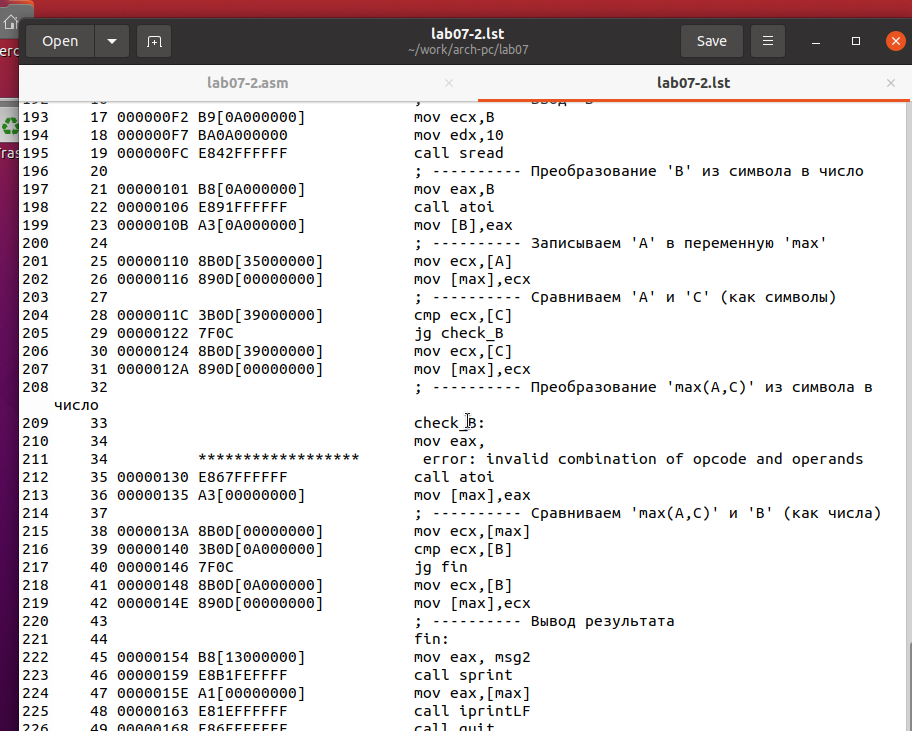 Open
lab07-2.lst
~/work/arch-pc/lab07
Save
lab07-2.asm
lab07-2.lst
193 17 000000F2 B9[0A000000] mov ecx,B
194 18 000000F7 BA0A000000 mov edx,10
195 19 000000FC E842FFFFFF call sread
196 20 ; ---------- Преобразование 'B' из символа в число
197 21 00000101 B8[0A000000] mov eax,B
198 22 00000106 E891FFFFFF call atoi
199 23 0000010B A3[0A000000] mov [B],eax
200 24 ; ---------- Записываем 'A' в переменную 'max'
201 25 00000110 8B0D[35000000] mov ecx,[A]
202 26 00000116 890D[00000000] mov [max],ecx
203 27 ; ---------- Сравниваем 'A' и 'С' (как символы)
204 28 0000011C 3B0D[39000000] cmp ecx,[C]
205 29 00000122 7F0C jg check_B
206 30 00000124 8B0D[39000000] mov ecx,[C]
207 31 0000012A 890D[00000000] mov [max],ecx
208 32 ; ---------- Преобразование 'max(A,C)' из символа в
число
209 33 check_B:
210 34 mov eax,
211 34 ****************** error: invalid combination of opcode and operands
212 35 00000130 E867FFFFFF call atoi
213 36 00000135 A3[00000000] mov [max],eax
214 37 ; ---------- Сравниваем 'max(A,C)' и 'B' (как числа)
215 38 0000013A 8B0D[00000000] mov ecx,[max]
216 39 00000140 3B0D[0A000000] cmp ecx,[B]
217 40 00000146 7F0C jg fin
218 41 00000148 8B0D[0A000000] mov ecx,[B]
219 42 0000014E 890D[00000000] mov [max],ecx
220 43 ; ---------- Вывод результата
221 44 fin:
222 45 00000154 B8[13000000] mov eax, msg2
223 46 00000159 E8B1FEFFFF call sprint
224 47 0000015E A1[00000000] mov eax,[max]
225 48 00000163 E81EFFFFFF call iprintLF
226 49 00000168 E86EFFFFFF call quit